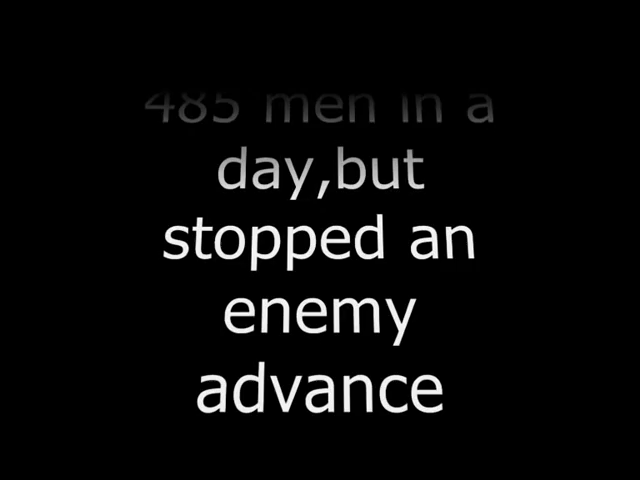 485 men in a
day,but
stopped an
enemy
advance